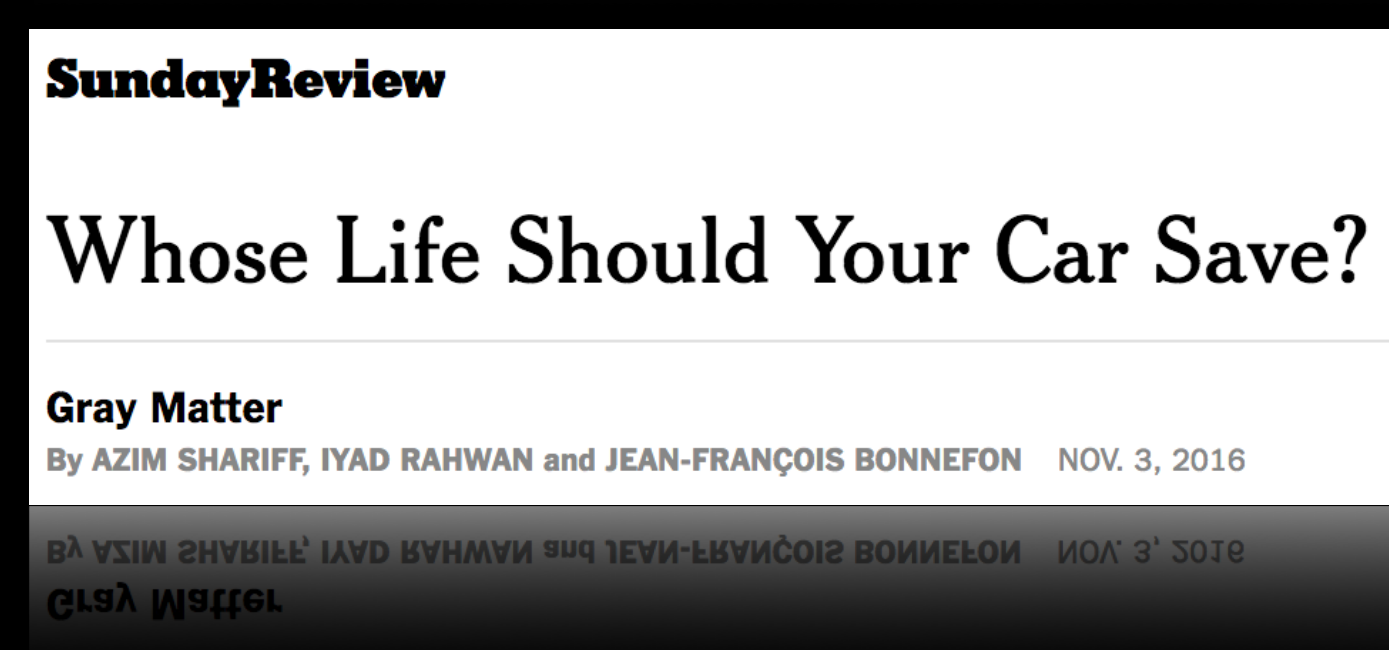 SundayReview
Whose Life Should Your Car Save?
Gray Matter
By AZIM SHARIFF, IYAD RAHWAN and JEAN-FRANÇOIS BONNEFON NOV. 3, 2016
By AZIM SHARIFF, IYAD RAHWAN and JEAN-FRANÇOIS BONNEFON NOV. 3, 2016
Gray Matter